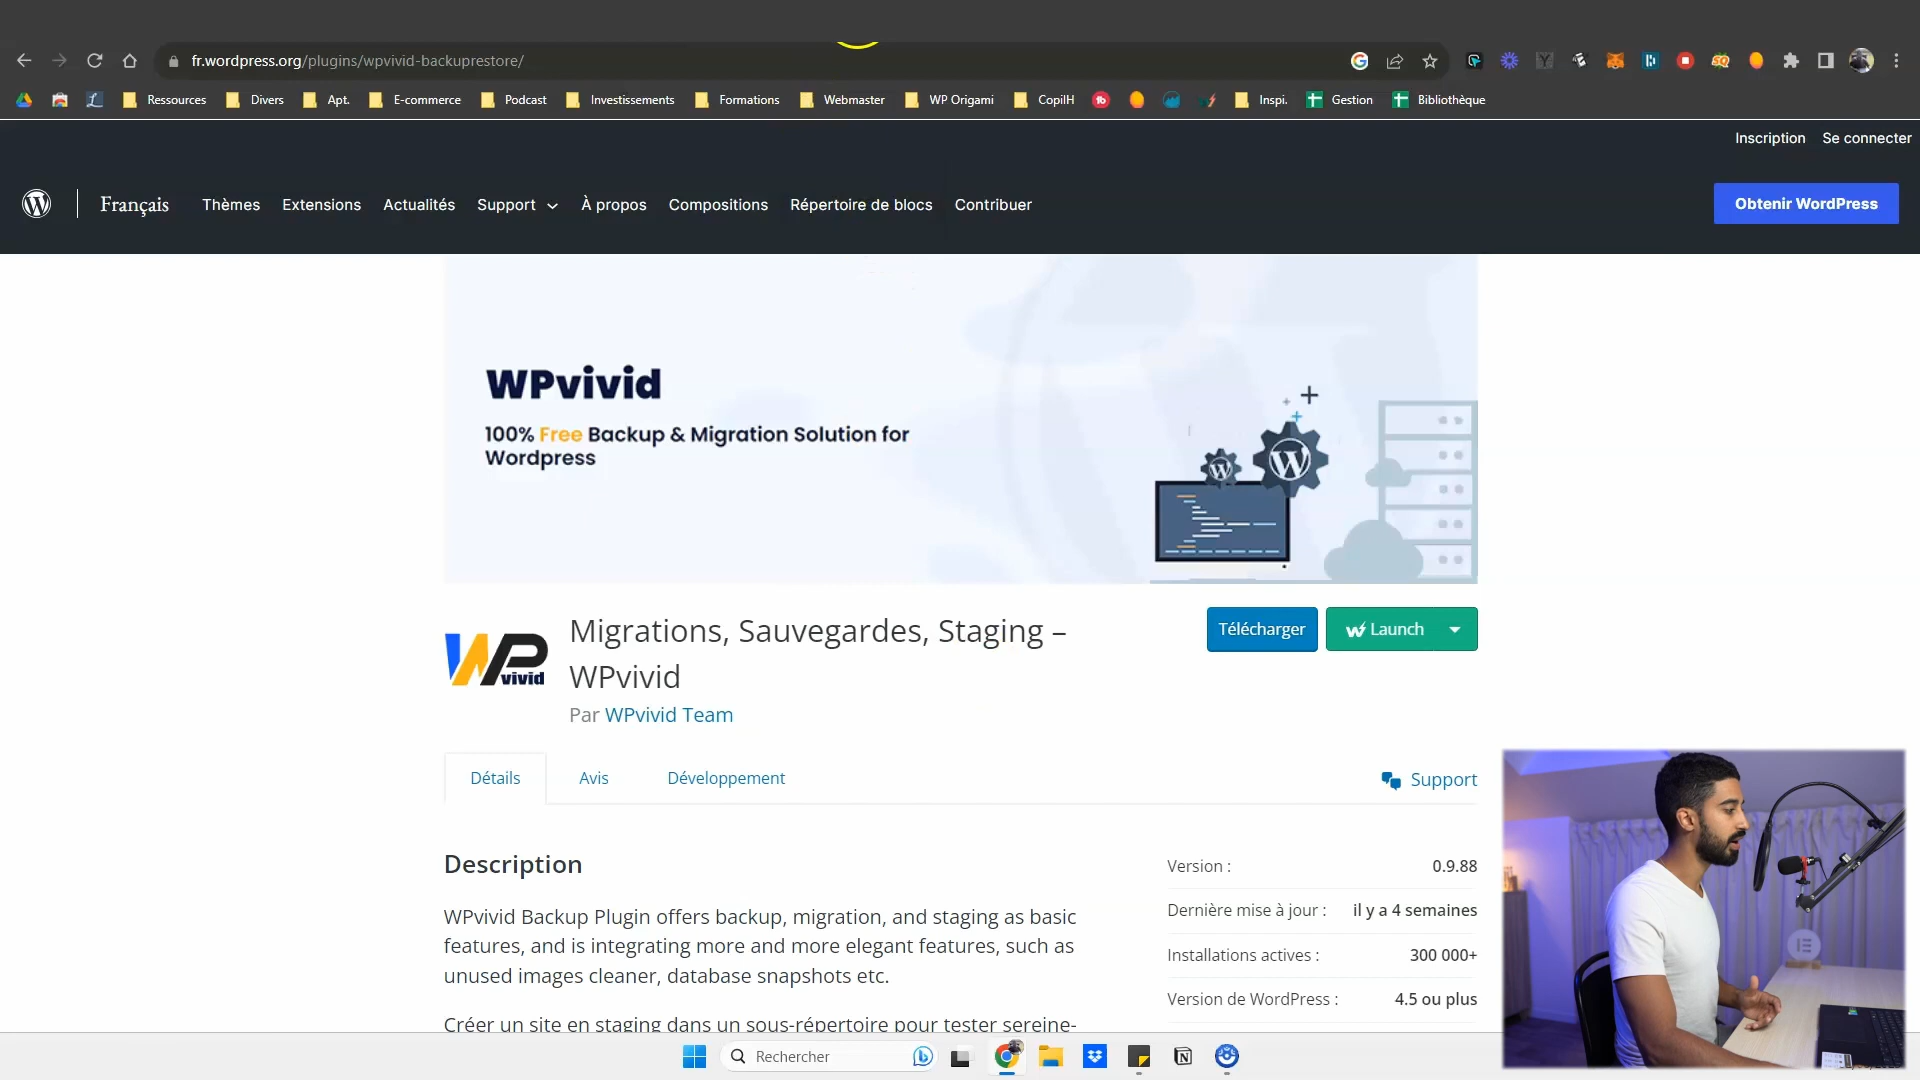 fr.wordpress.org/plugins/wpvivid-backuprestore/
Ressources Divers Apt. E-commerce Podcast Investissements Formations Webmaster WP Origami CopilH Inspi. Gestion Bibliothèque
Inscription Se connecter
Français Thèmes Extensions Actualités Support À propos Compositions Répertoire de blocs Contribuer Obtenir WordPress
WPvivid
100% Free Backup & Migration Solution for
Wordpress
WP vivid
Migrations, Sauvegardes, Staging –
WPvivid
Par WPvivid Team
Télécharger Launch
Détails Avis Développement Support
Description
WPvivid Backup Plugin offers backup, migration, and staging as basic
features, and is integrating more and more elegant features, such as
unused images cleaner, database snapshots etc.
Créer un site en staging dans un sous-répertoire pour tester sereine-
Version : 0.9.88
Dernière mise à jour : il y a 4 semaines
Installations actives : 300 000+
Version de WordPress : 4.5 ou plus
Rechercher